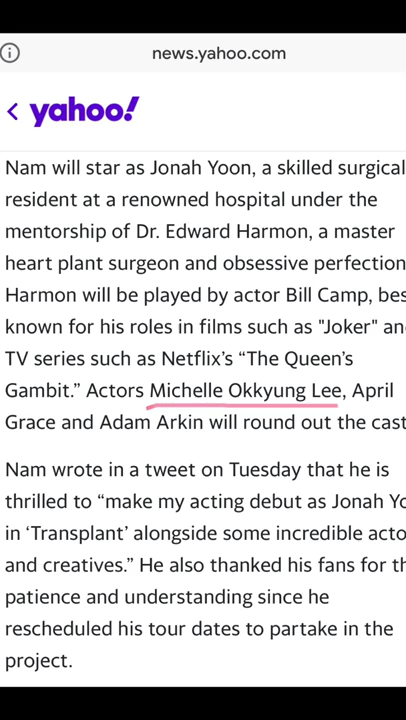 news.yahoo.com
yahoo!
Nam will star as Jonah Yoon, a skilled surgical
resident at a renowned hospital under the
mentorship of Dr. Edward Harmon, a master
heart plant surgeon and obsessive perfection
Harmon will be played by actor Bill Camp, bes
known for his roles in films such as "Joker" an
TV series such as Netflix’s “The Queen’s
Gambit.” Actors Michelle Okkyung Lee, April
Grace and Adam Arkin will round out the cast
Nam wrote in a tweet on Tuesday that he is
thrilled to “make my acting debut as Jonah Yo
in ‘Transplant’ alongside some incredible acto
and creatives.” He also thanked his fans for th
patience and understanding since he
rescheduled his tour dates to partake in the
project.